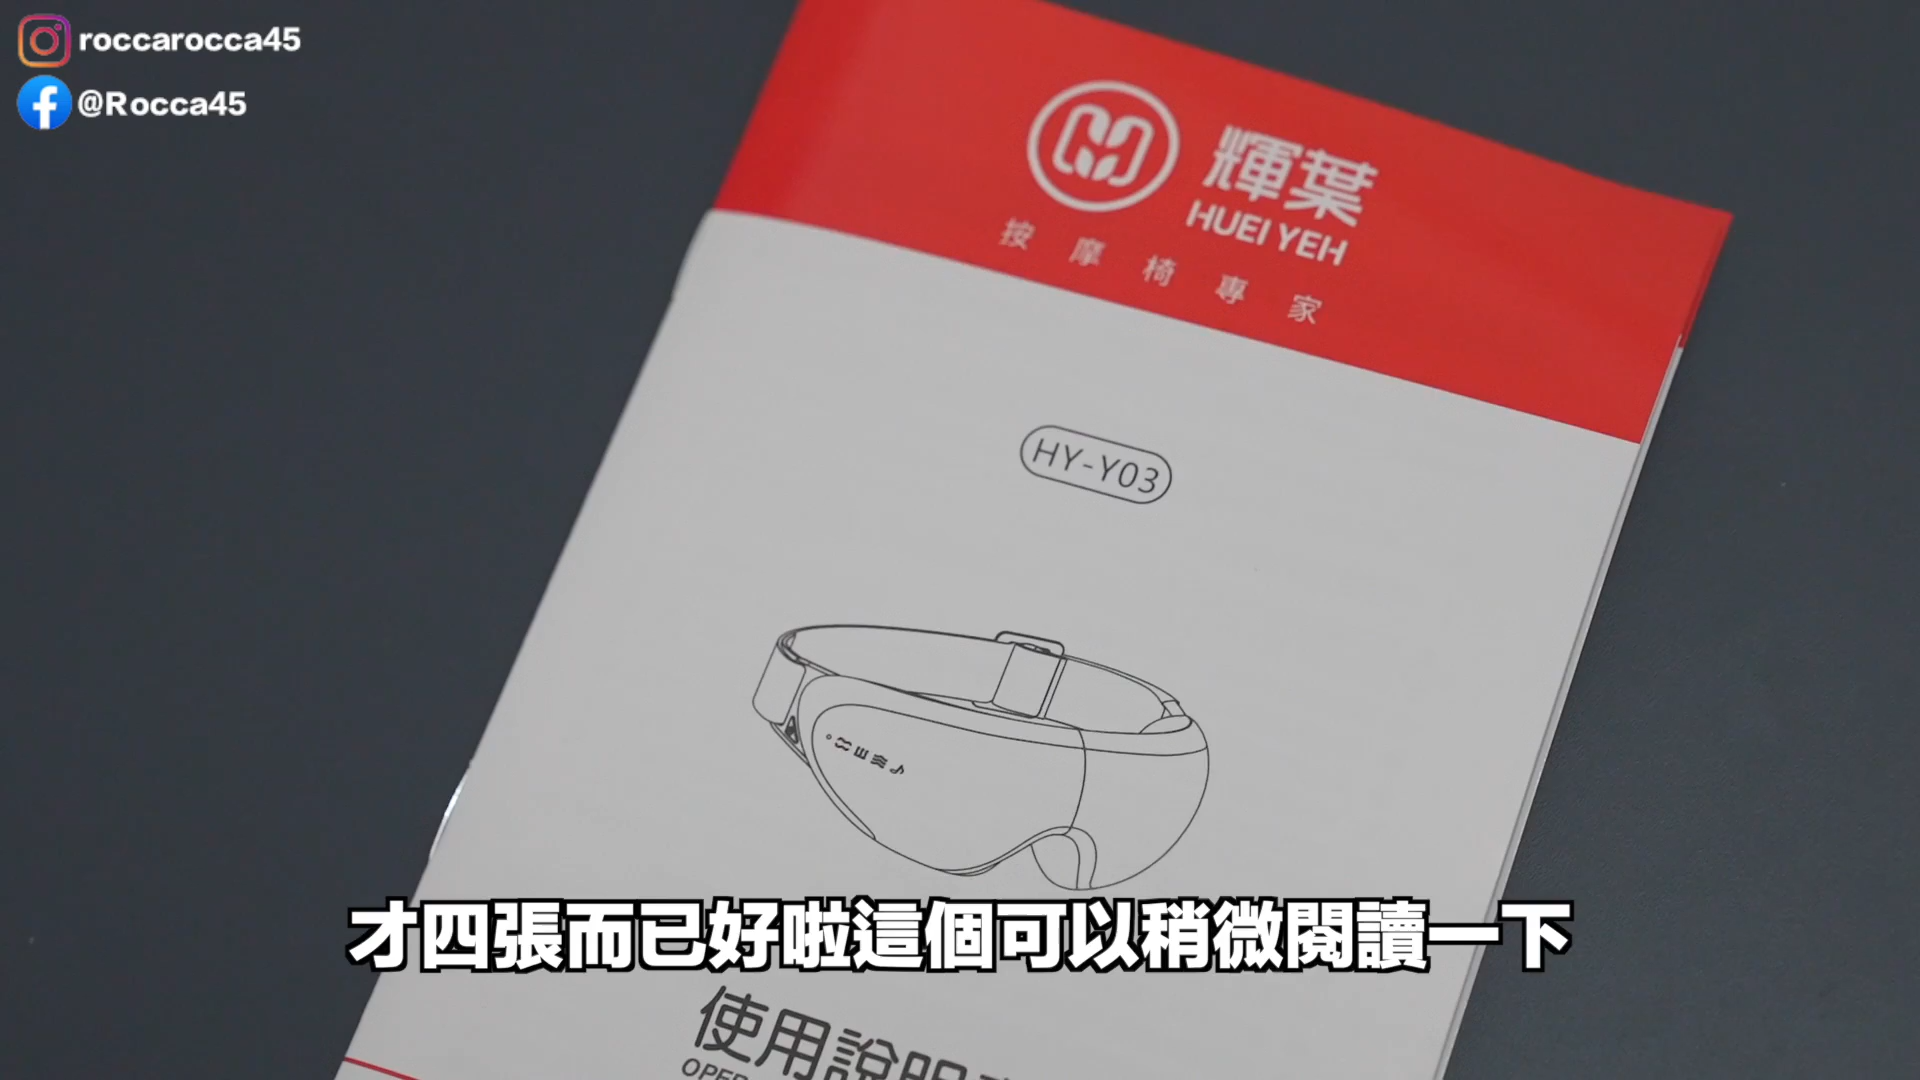 roccarocca45
@Rocca45
輝葉
HUEI YEH
按摩椅專家
HY-Y03
才四張而已好啦這個可以稍微閱讀一下
使用說明